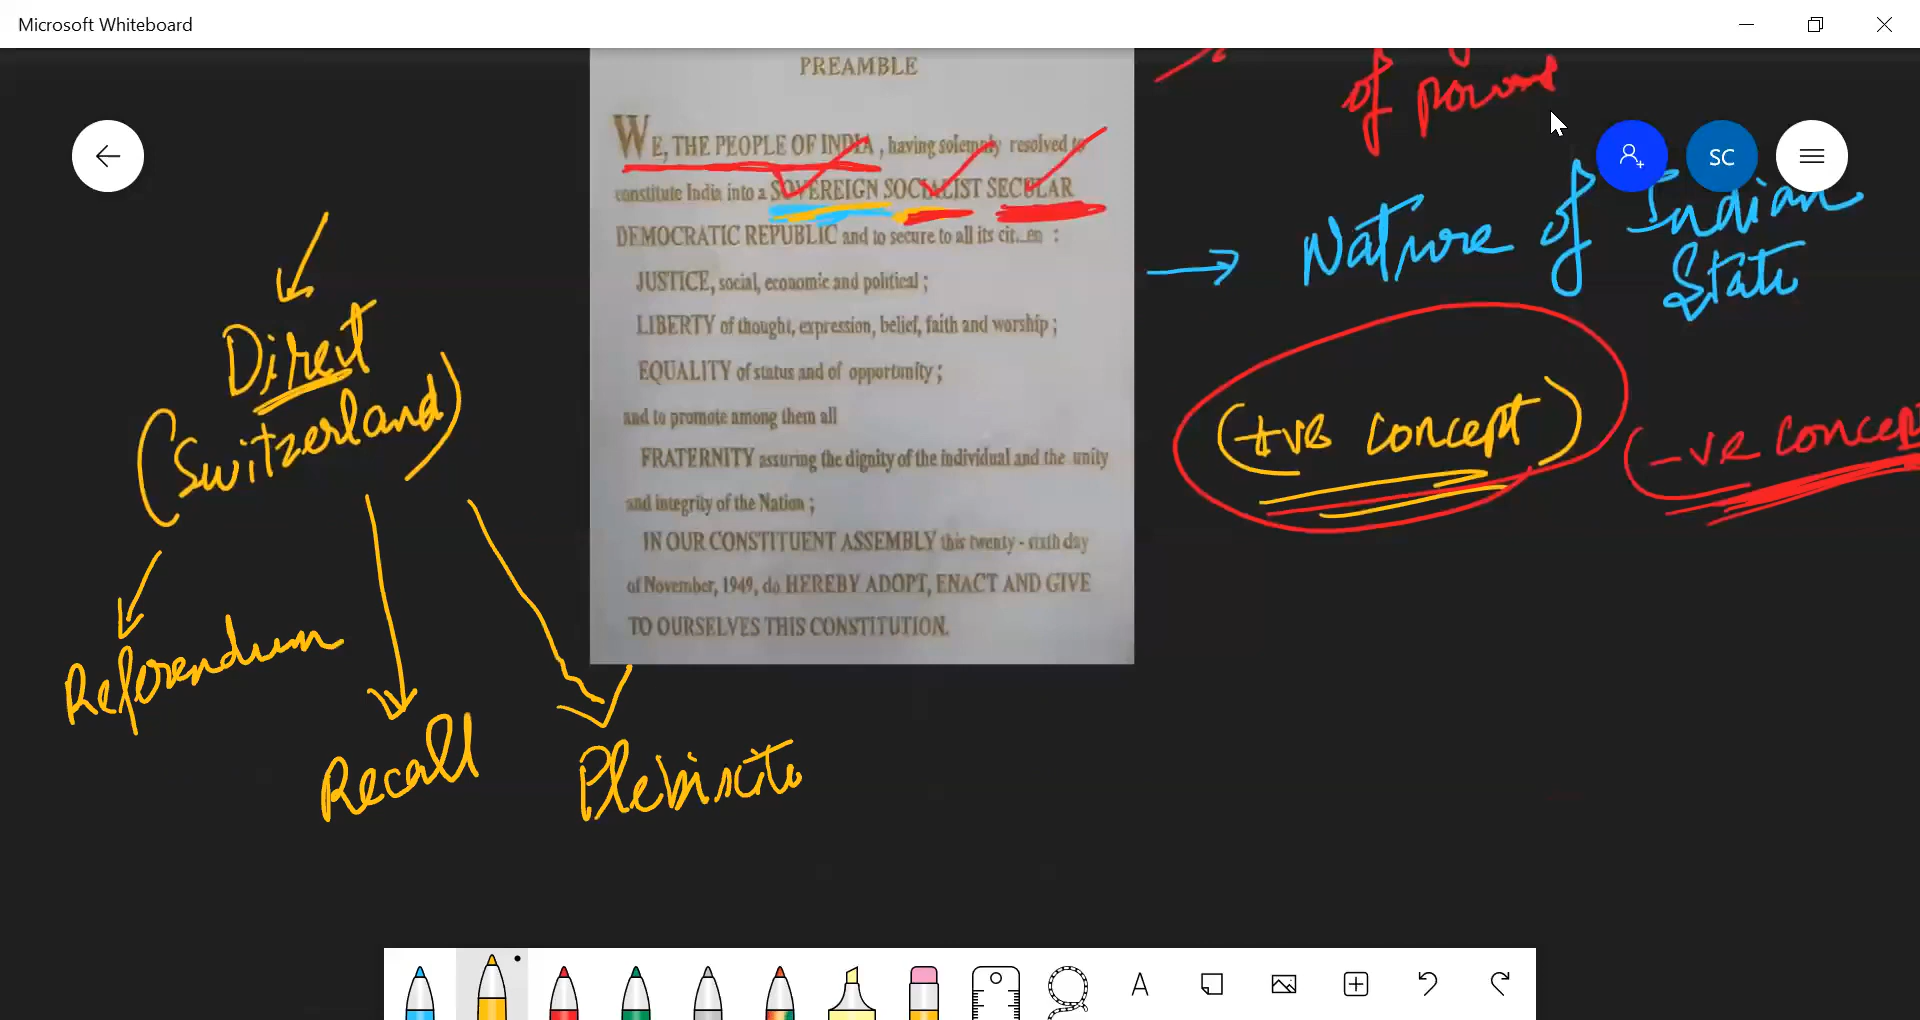 Microsoft Whiteboard
PREAMBLE
WE, THE PEOPLE OF INDIA, having solemnly resolved to
constitute India into a SOVEREIGN SOCIALIST SECULAR
DEMOCRATIC REPUBLIC and to secure to all its :
JUSTICE, social, economic and political ;
LIBERTY of thought, expression, belief, faith and worship ;
EQUALITY of status and of opportunity ;
and to promote among them all
FRATERNITY assuring the dignity of the individual and the unity
and integrity of the Nation ;
IN OUR CONSTITUENT ASSEMBLY this twenty - sixth day
of November, 1949, do HEREBY ADOPT, ENACT AND GIVE
TO OURSELVES THIS CONSTITUTION.
of power
SC
Nature of Indian
State
(+ve concept)
(-ve concept
Direct
(Switzerland)
Referendum
Recall
Plebiscite
A